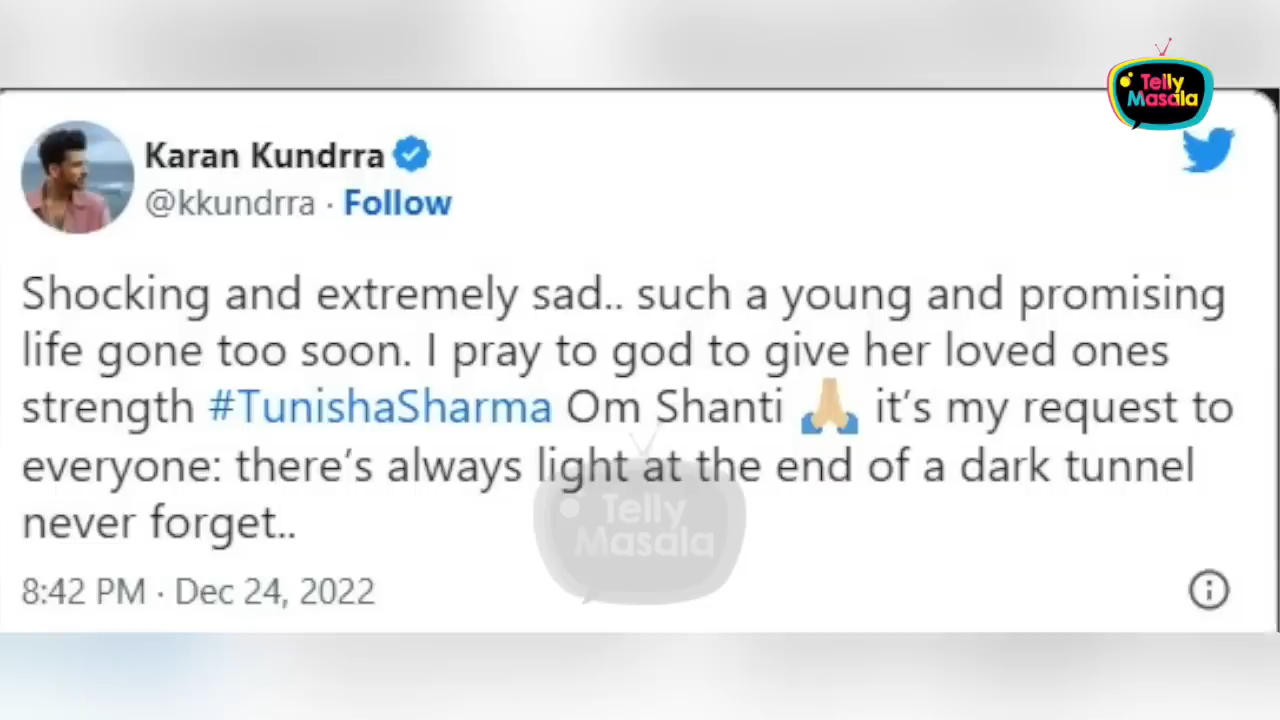 Telly
Masala
Karan Kundrra
@kkundrra · Follow
Shocking and extremely sad.. such a young and promising
life gone too soon. I pray to god to give her loved ones
strength #TunishaSharma Om Shanti 🙏🏼 it's my request to
everyone: there's always light at the end of a dark tunnel
never forget..
Telly
Masala
8:42 PM · Dec 24, 2022